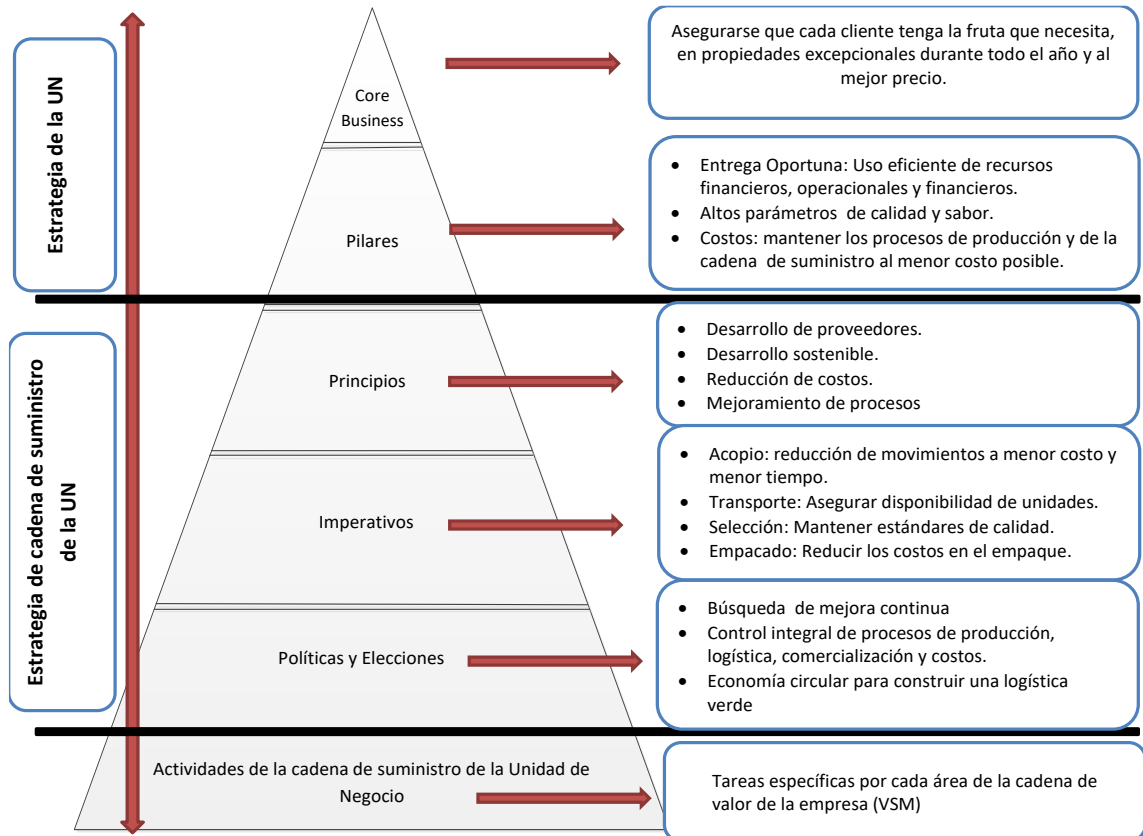 Estrategia de la UN
Core
Business
Asegurarse que cada cliente tenga la fruta que necesita,
en propiedades excepcionales durante todo el año y al
mejor precio.
Pilares
• Entrega Oportuna: Uso eficiente de recursos
financieros, operacionales y financieros.
• Altos parámetros de calidad y sabor.
• Costos: mantener los procesos de producción y de la
cadena de suministro al menor costo posible.
Estrategia de cadena de suministro
de la UN
Principios
• Desarrollo de proveedores.
• Desarrollo sostenible.
• Reducción de costos.
• Mejoramiento de procesos
Imperativos
• Acopio: reducción de movimientos a menor costo y
menor tiempo.
• Transporte: Asegurar disponibilidad de unidades.
• Selección: Mantener estándares de calidad.
• Empacado: Reducir los costos en el empaque.
Políticas y Elecciones
• Búsqueda de mejora continua
• Control integral de procesos de producción,
logística, comercialización y costos.
• Economía circular para construir una logística
verde
Actividades de la cadena de suministro de la Unidad de
Negocio
Tareas específicas por cada área de la cadena de
valor de la empresa (VSM)